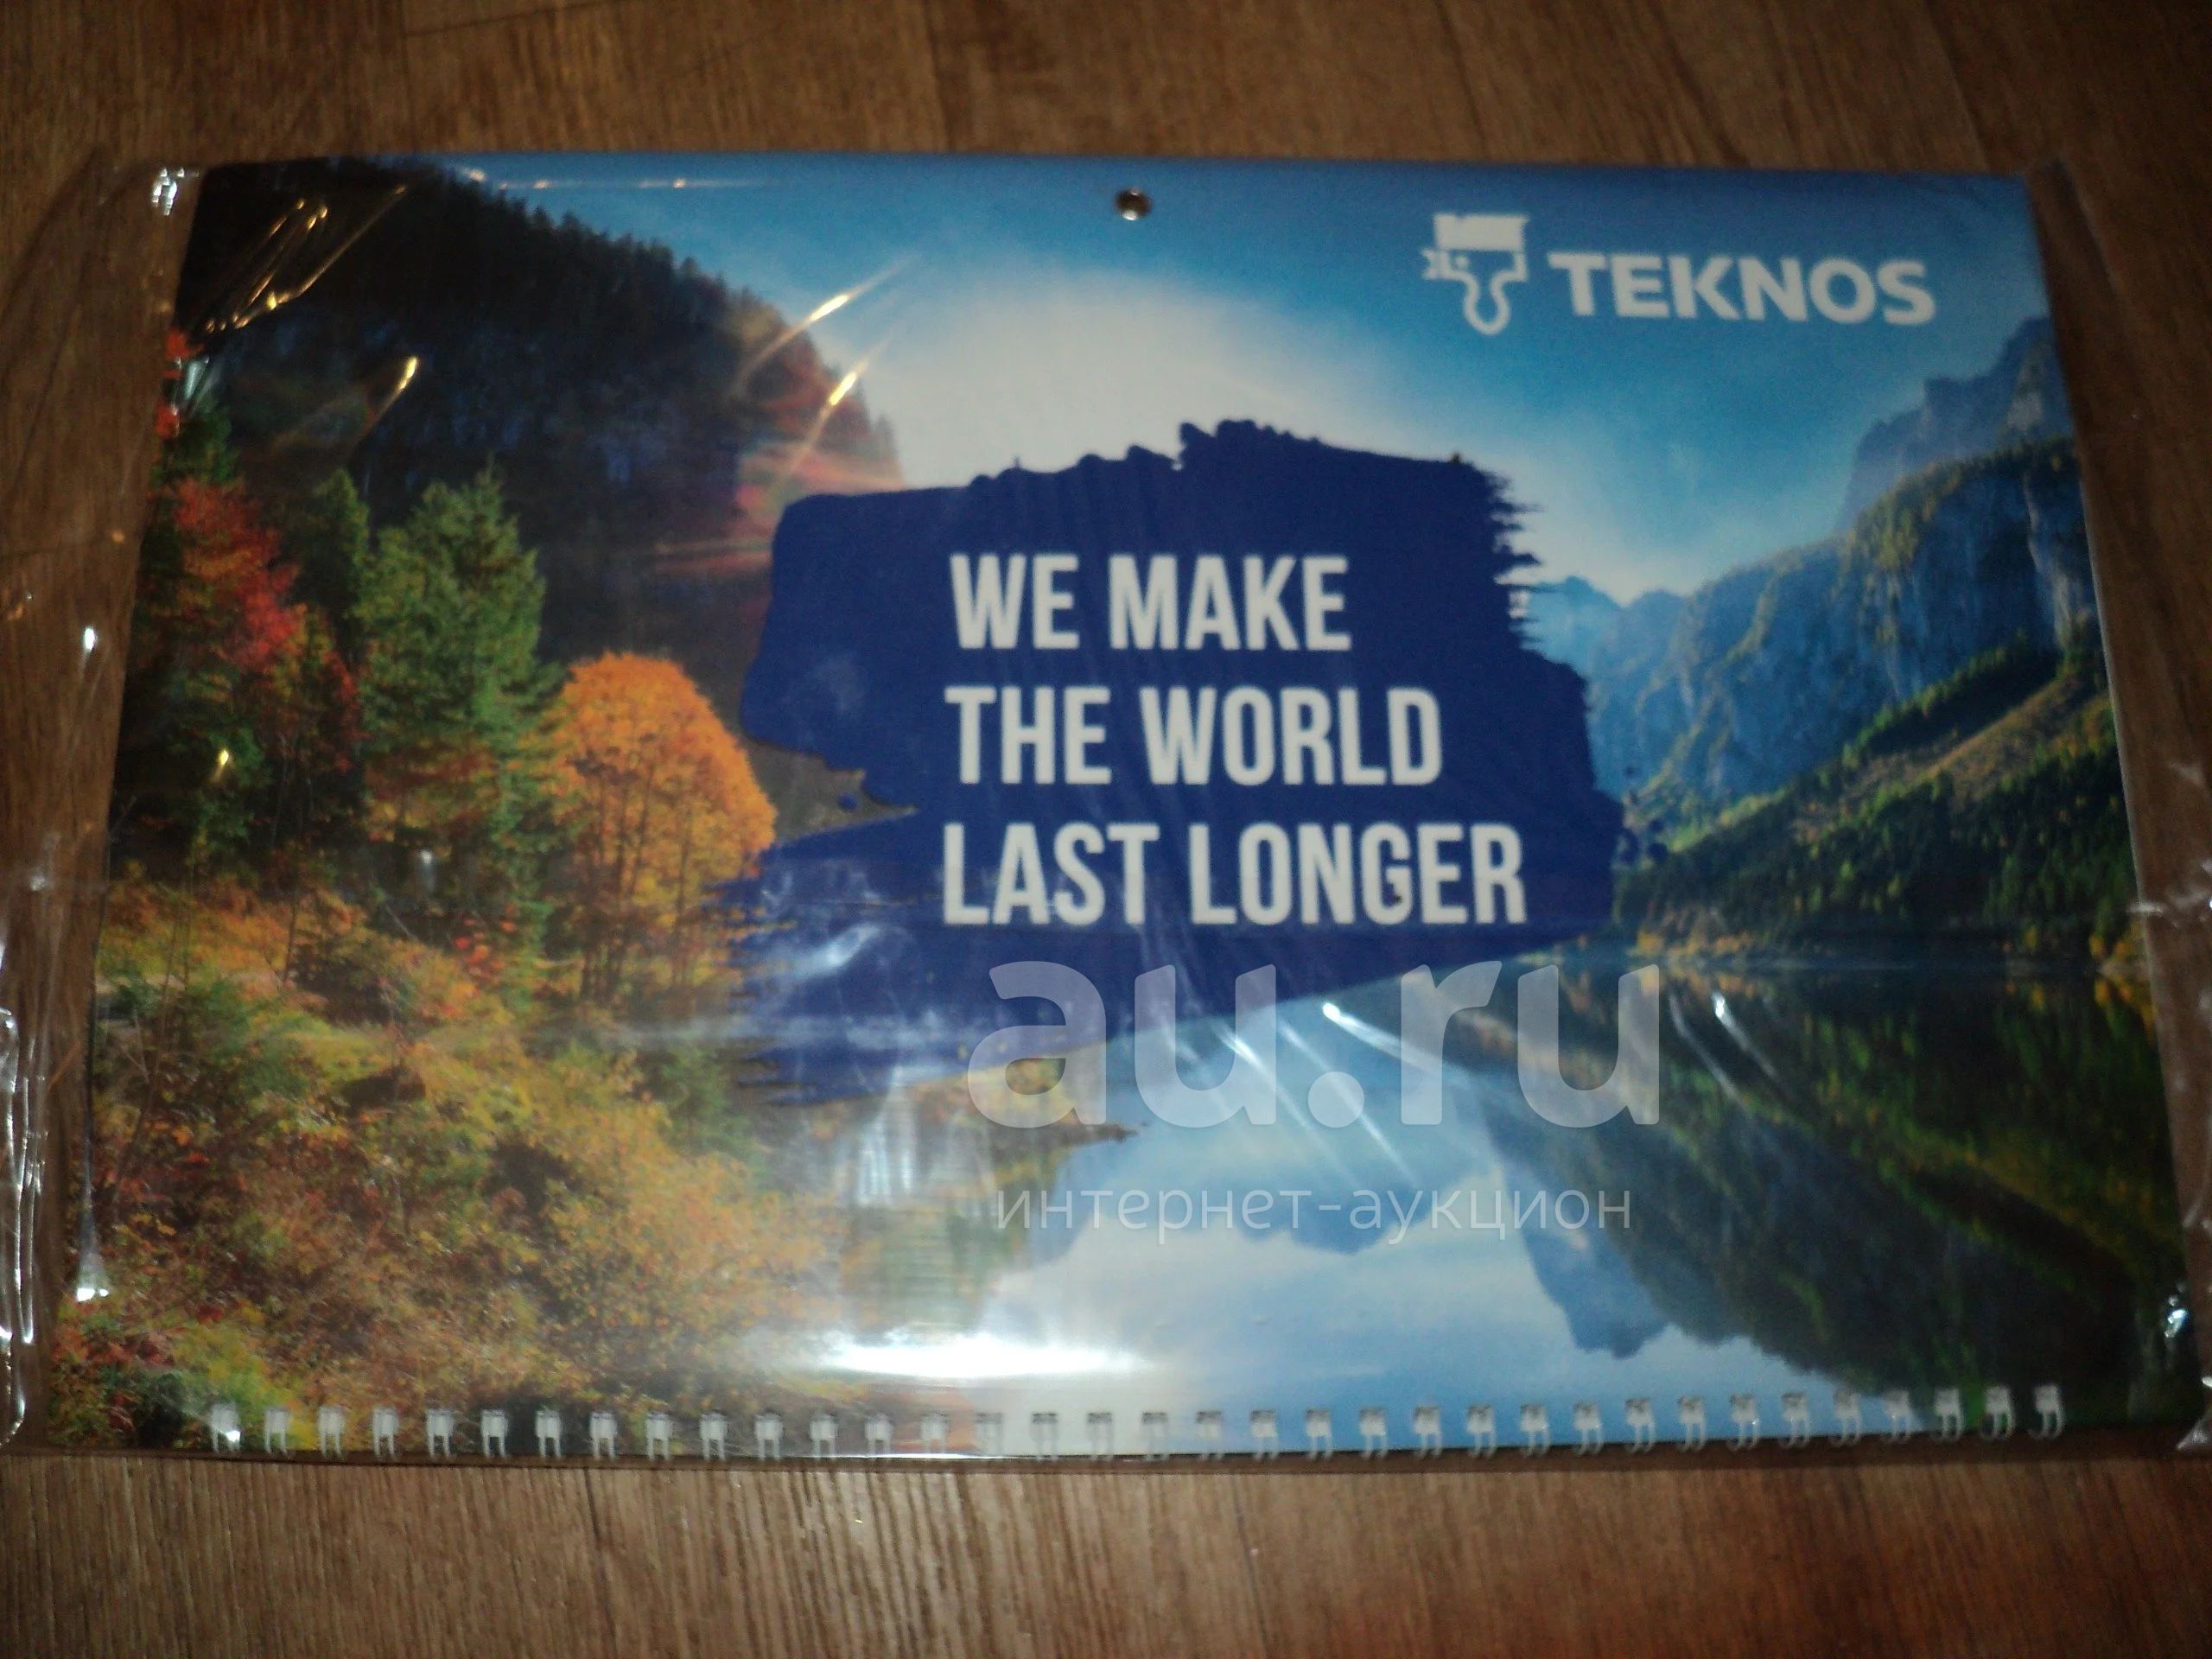 TEKNOS
WE MAKE
THE WORLD
LAST LONGER
au.ru
интернет-аукцион